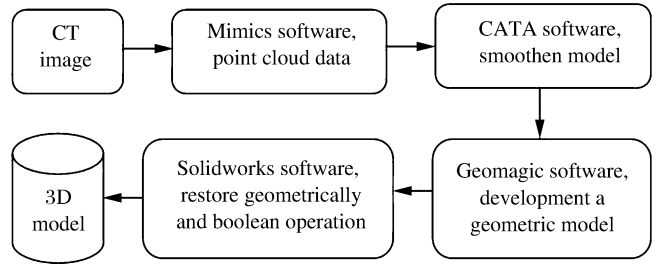 CT
image
Mimics software,
point cloud data
CATA software,
smoothen model
Geomagic software,
development a
geometric model
Solidworks software,
restore geometrically
and boolean operation
3D
model